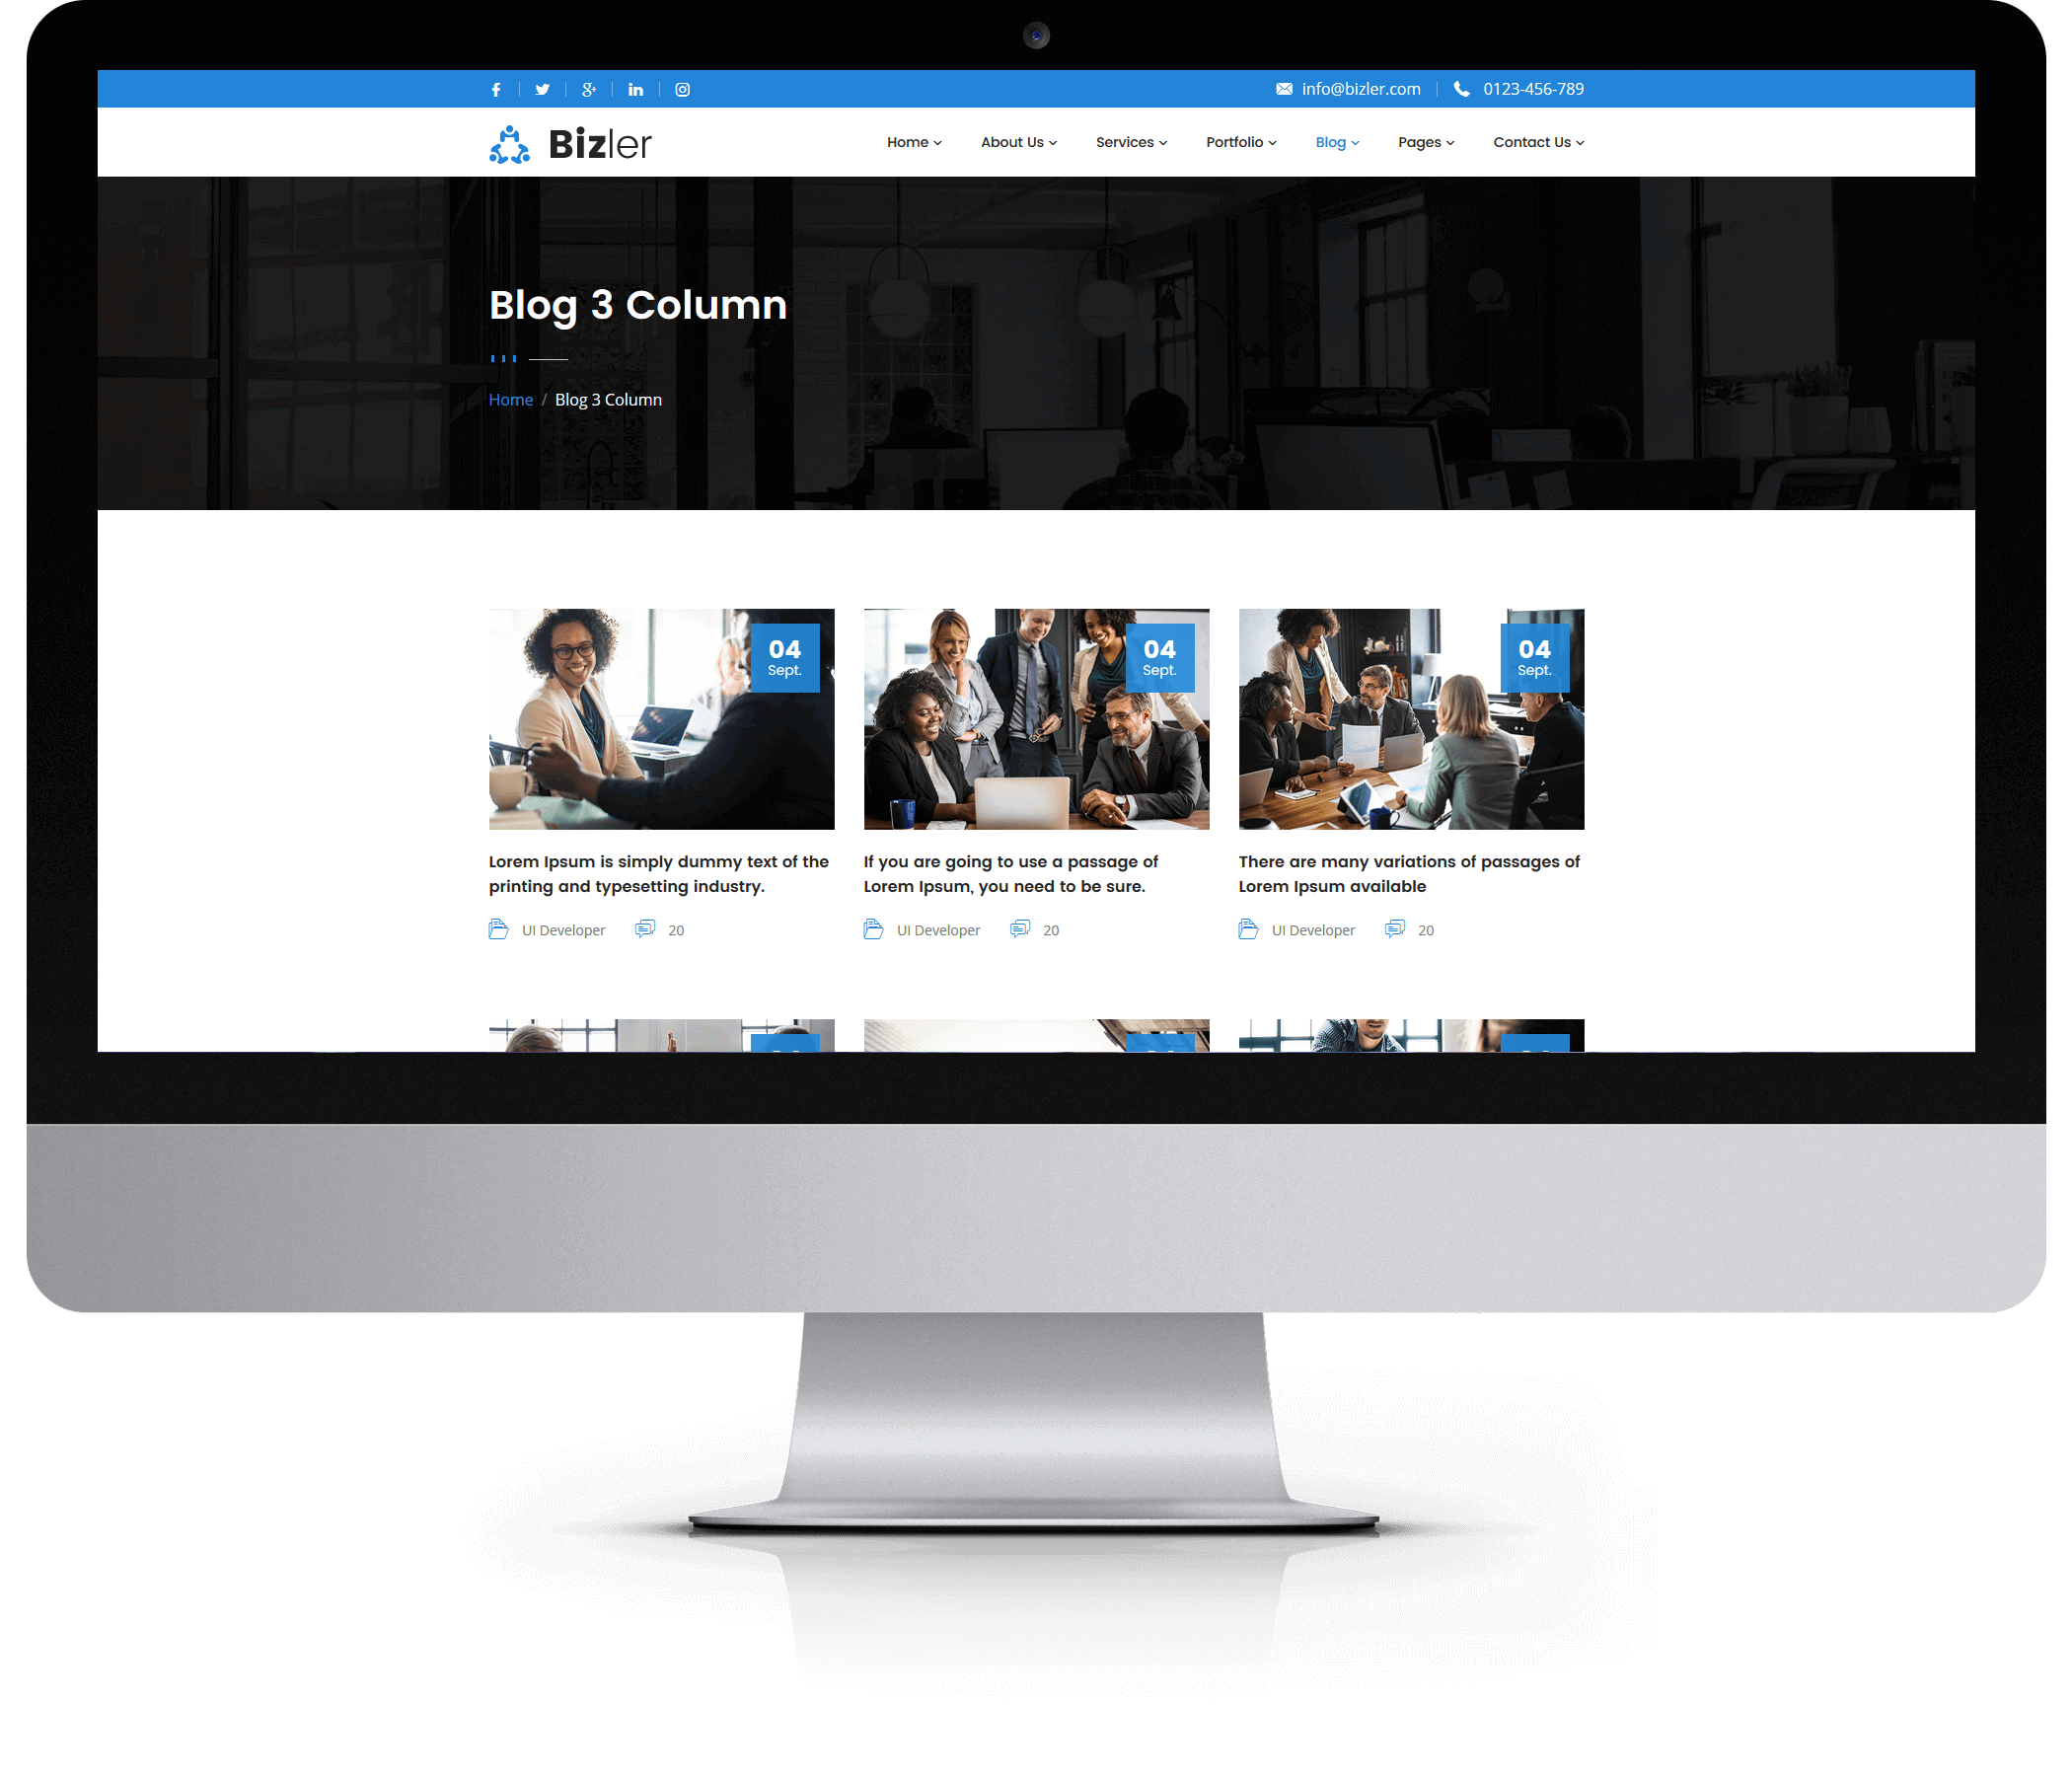 info@bizler.com 0123-456-789
Bizler Home About Us Services Portfolio Blog Pages Contact Us
Blog 3 Column
Home / Blog 3 Column
04 Sept.
04 Sept.
04 Sept.
Lorem Ipsum is simply dummy text of the
printing and typesetting industry.
UI Developer 20
If you are going to use a passage of
Lorem Ipsum, you need to be sure.
UI Developer 20
There are many variations of passages of
Lorem Ipsum available
UI Developer 20